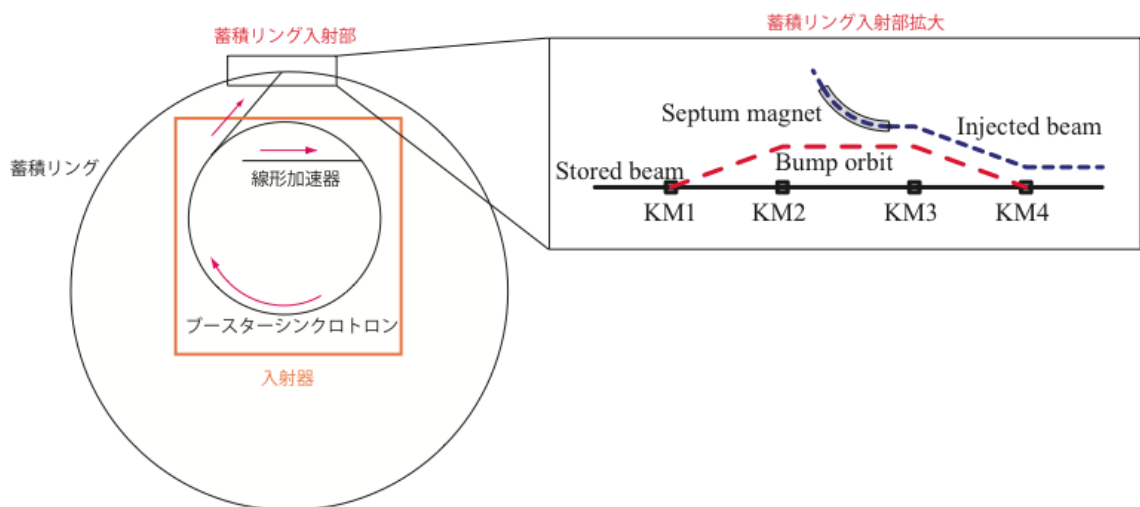 蓄積リング入射部
蓄積リング入射部拡大
Septum magnet
Injected beam
蓄積リング
線形加速器
Stored beam
Bump orbit
KM1
KM2
KM3
KM4
ブースターシンクロトロン
入射器